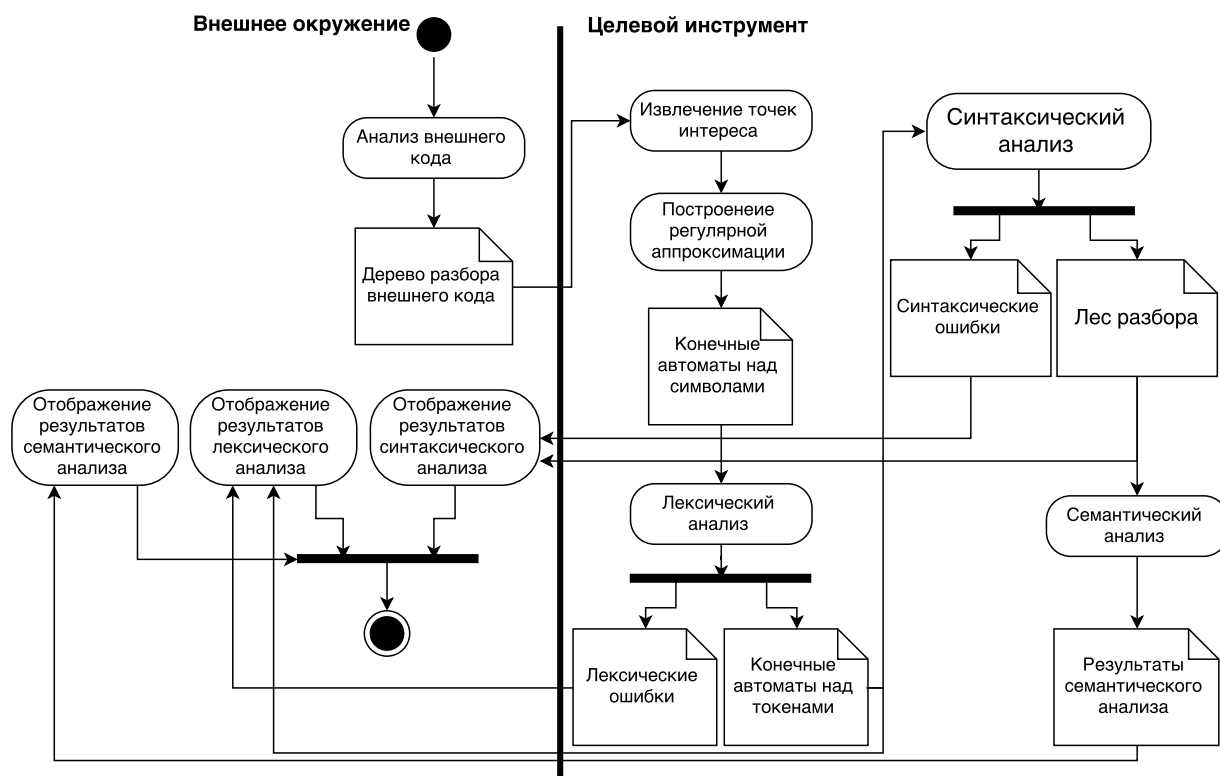 Внешнее окружение
Целевой инструмент
Анализ внешнего
кода
Дерево разбора
внешнего кода
Извлечение точек
интереса
Построенеие
регулярной
аппроксимации
Конечные
автоматы над
символами
Синтаксический
анализ
Синтаксические
ошибки
Лес разбора
Отображение
результатов
семантического
анализа
Отображение
результатов
лексического
анализа
Отображение
результатов
синтаксического
анализа
Лексический
анализ
Семантический
анализ
Лексические
ошибки
Конечные
автоматы над
токенами
Результаты
семантического
анализа